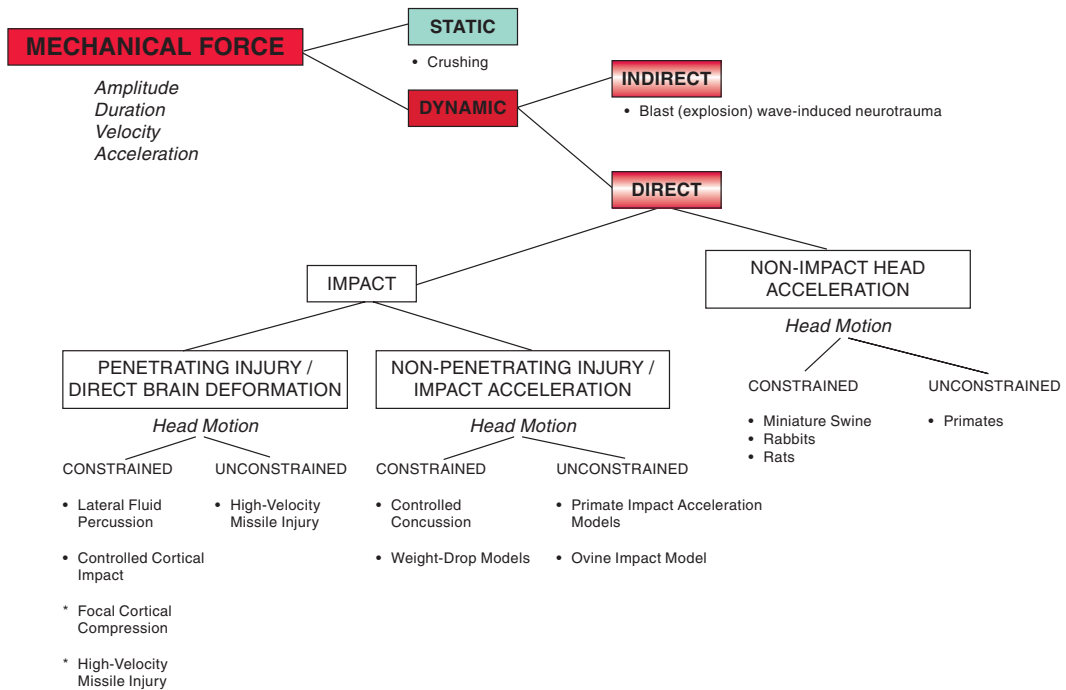 MECHANICAL FORCE
Amplitude
Duration
Velocity
Acceleration
STATIC
• Crushing
DYNAMIC
INDIRECT
• Blast (explosion) wave-induced neurotrauma
DIRECT
IMPACT
NON-IMPACT HEAD
ACCELERATION
Head Motion
CONSTRAINED
• Miniature Swine
• Rabbits
• Rats
UNCONSTRAINED
• Primates
PENETRATING INJURY /
DIRECT BRAIN DEFORMATION
Head Motion
CONSTRAINED
• Lateral Fluid
Percussion
• Controlled Cortical
Impact
* Focal Cortical
Compression
* High-Velocity
Missile Injury
UNCONSTRAINED
• High-Velocity
Missile Injury
NON-PENETRATING INJURY /
IMPACT ACCELERATION
Head Motion
CONSTRAINED
• Controlled
Concussion
• Weight-Drop Models
UNCONSTRAINED
• Primate Impact Acceleration
Models
• Ovine Impact Model